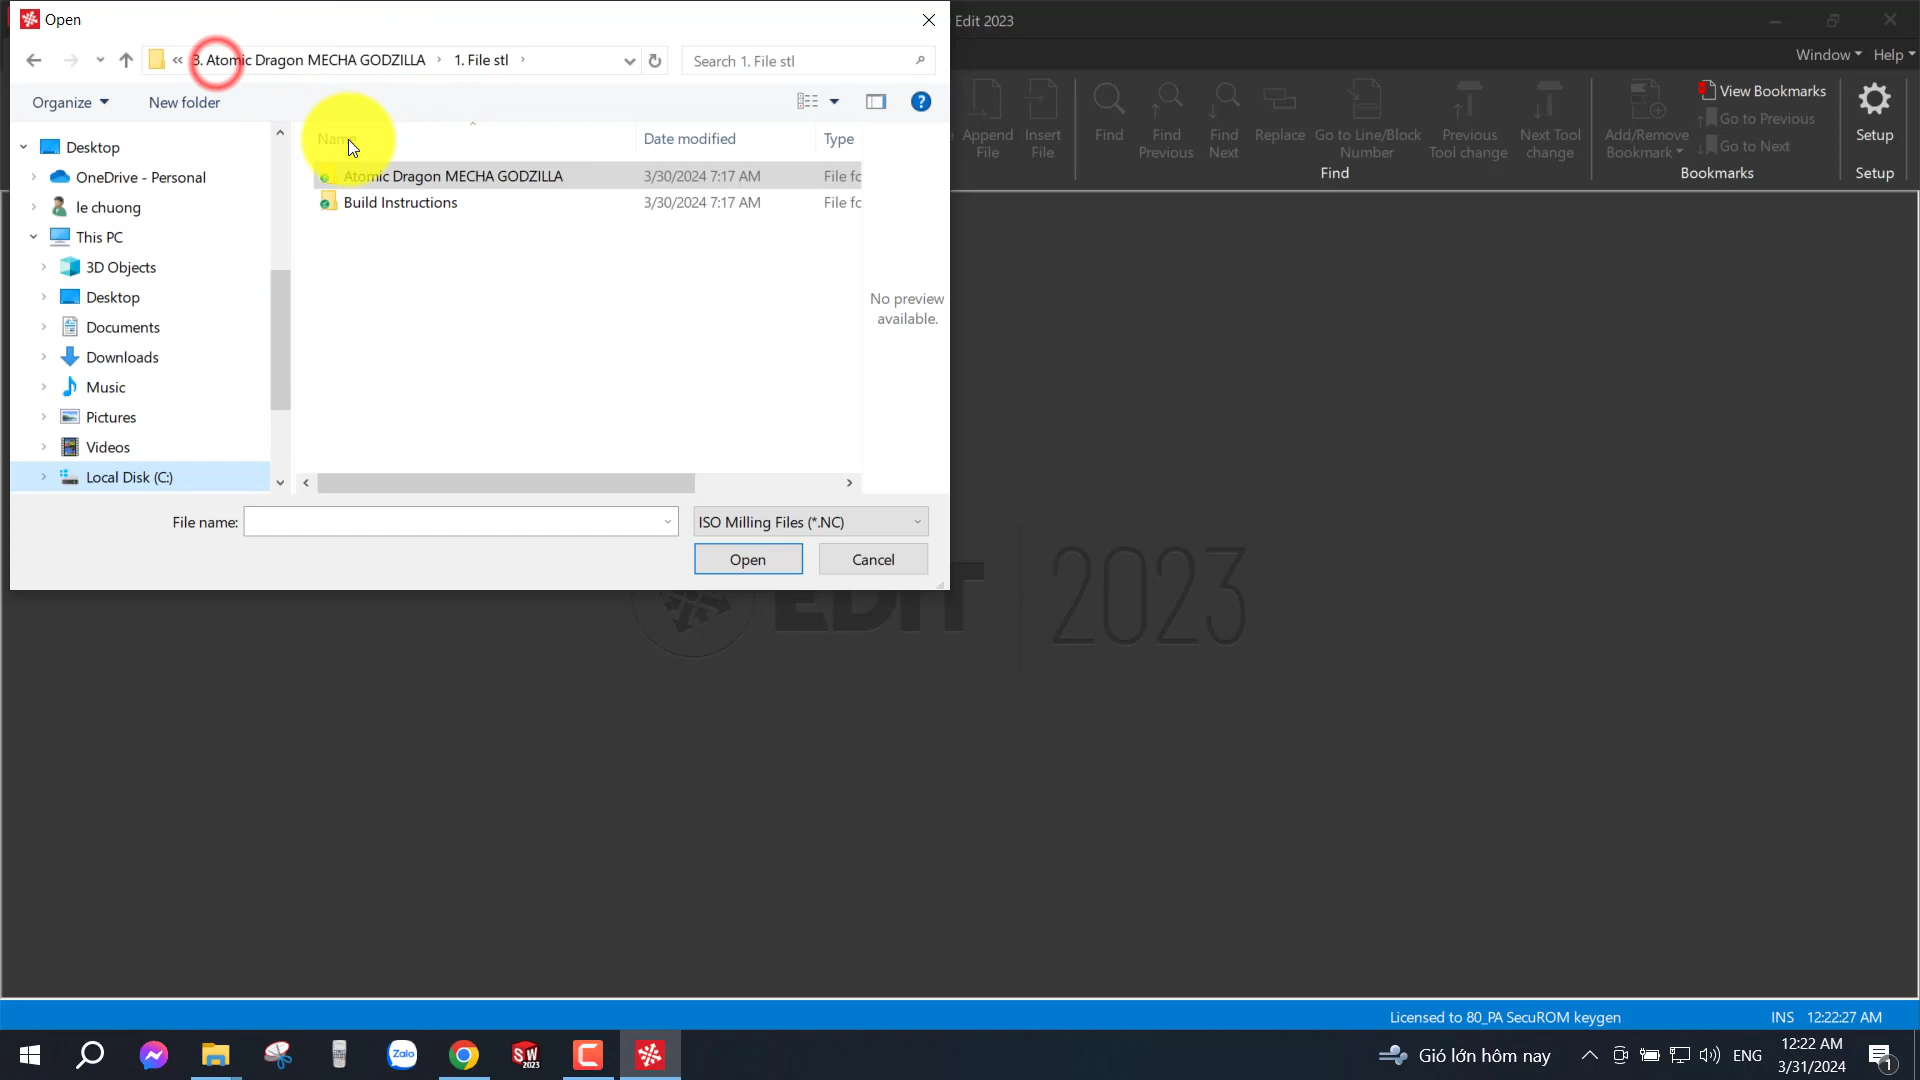 Open
Edit 2023
« 3. Atomic Dragon MECHA GODZILLA › 1. File stl ›
Search 1. File stl
Window Help
Organize New folder
Name Date modified Type
Atomic Dragon MECHA GODZILLA 3/30/2024 7:17 AM File fo
Build Instructions 3/30/2024 7:17 AM File fo
No preview
available.
Desktop
OneDrive - Personal
le chuong
This PC
3D Objects
Desktop
Documents
Downloads
Music
Pictures
Videos
Local Disk (C:)
File name:
ISO Milling Files (*.NC)
Open Cancel
Append
File
Insert
File
Find
Find
Previous
Find
Next
Replace
Go to Line/Block
Number
Previous
Tool change
Next Tool
change
Find
Add/Remove
Bookmark
View Bookmarks
Go to Previous
Go to Next
Bookmarks
Setup
Setup
EDIT 2023
Licensed to 80_PA SecuROM keygen INS 12:22:27 AM
Zalo
SW
2023
Gió lớn hôm nay
ENG
12:22 AM
3/31/2024
1